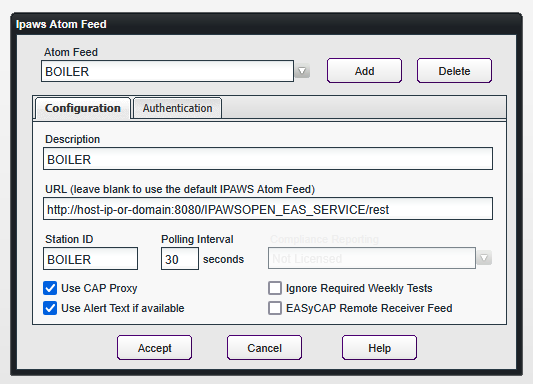 Ipaws Atom Feed
Atom Feed
BOILER
Add
Delete
Configuration
Authentication
Description
BOILER
URL (leave blank to use the default IPAWS Atom Feed)
http://host-ip-or-domain:8080/IPAWSOPEN_EAS_SERVICE/rest
Station ID
Polling Interval
Compliance Reporting
BOILER
30
seconds
Not Licensed
Use CAP Proxy
Ignore Required Weekly Tests
Use Alert Text if available
EASyCAP Remote Receiver Feed
Accept
Cancel
Help